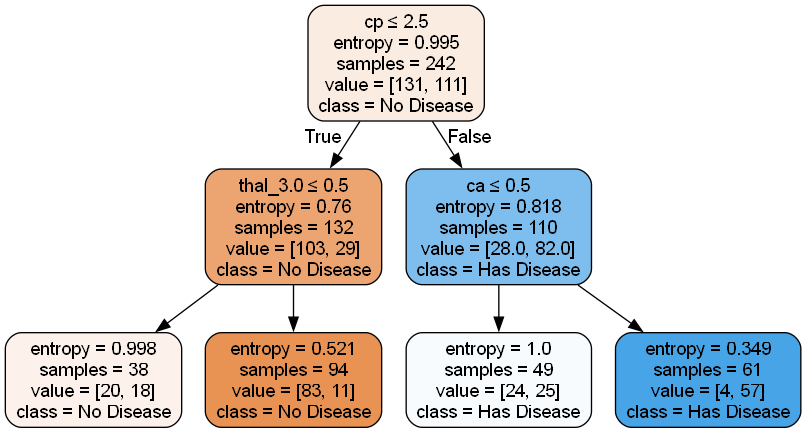 cp ≤ 2.5
entropy = 0.995
samples = 242
value = [131, 111]
class = No Disease
True
False
thal_3.0 ≤ 0.5
entropy = 0.76
samples = 132
value = [103, 29]
class = No Disease
ca ≤ 0.5
entropy = 0.818
samples = 110
value = [28.0, 82.0]
class = Has Disease
entropy = 0.998
samples = 38
value = [20, 18]
class = No Disease
entropy = 0.521
samples = 94
value = [83, 11]
class = No Disease
entropy = 1.0
samples = 49
value = [24, 25]
class = Has Disease
entropy = 0.349
samples = 61
value = [4, 57]
class = Has Disease